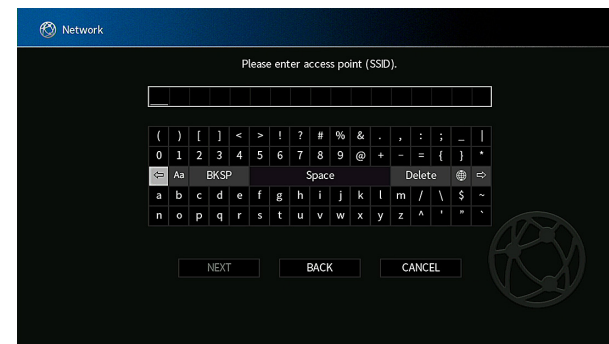 Network
Please enter access point (SSID).
( ) [ ] < > ! ? # % & . , : ; _ |
0 1 2 3 4 5 6 7 8 9 @ + - = { } *
⇦ Aa BKSP Space Delete 🌐 ⇨
a b c d e f g h i j k l m / \ $ ~
n o p q r s t u v w x y z ^ ' " `
NEXT BACK CANCEL